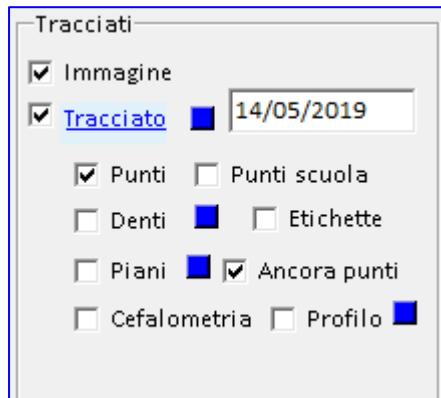 Tracciati
Immagine
Tracciato 14/05/2019
Punti Punti scuola
Denti Etichette
Piani Ancora punti
Cefalometria Profilo